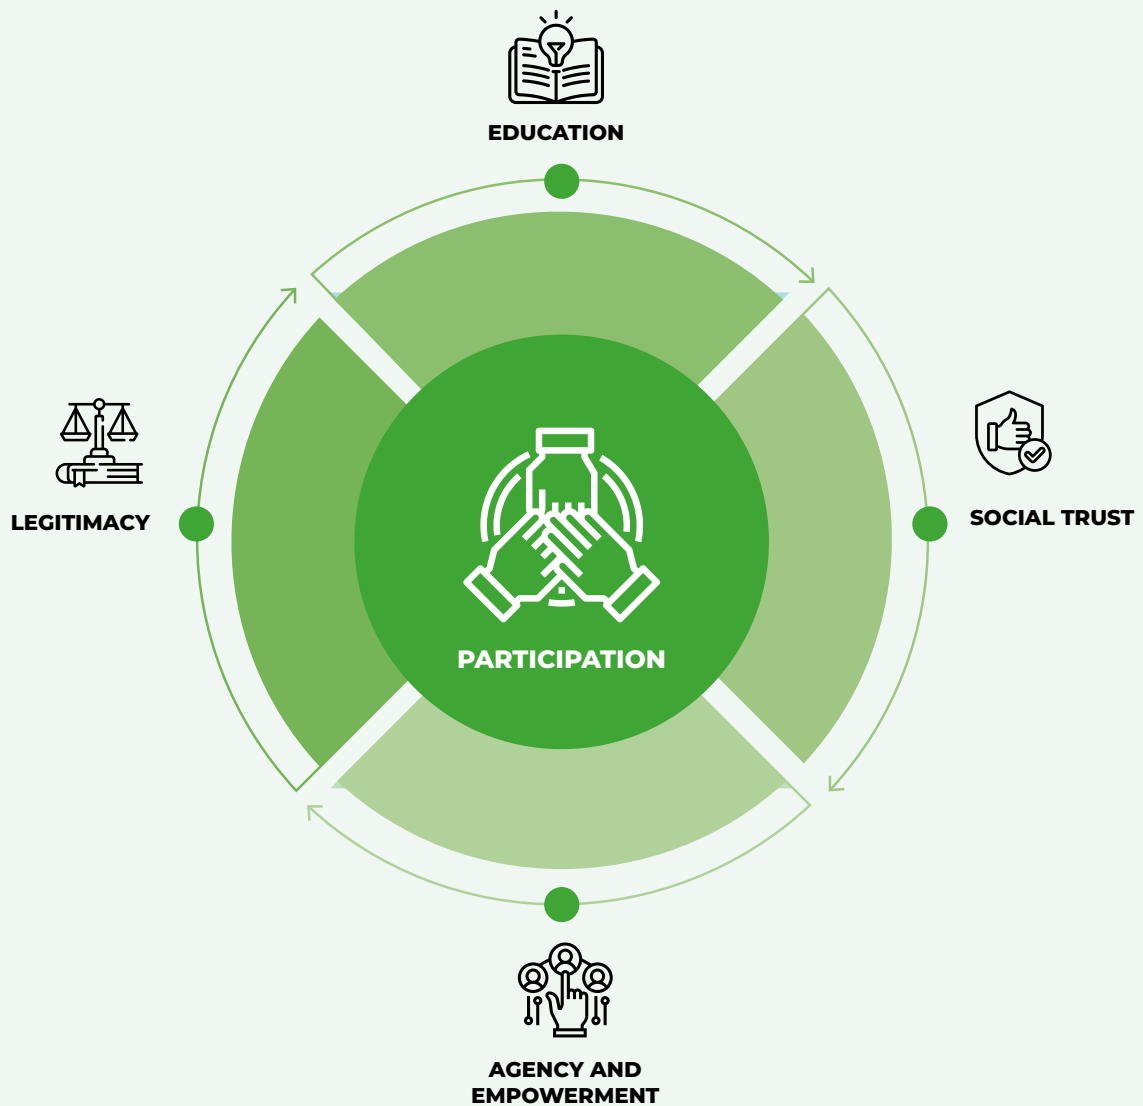 EDUCATION
LEGITIMACY
SOCIAL TRUST
PARTICIPATION
AGENCY AND
EMPOWERMENT